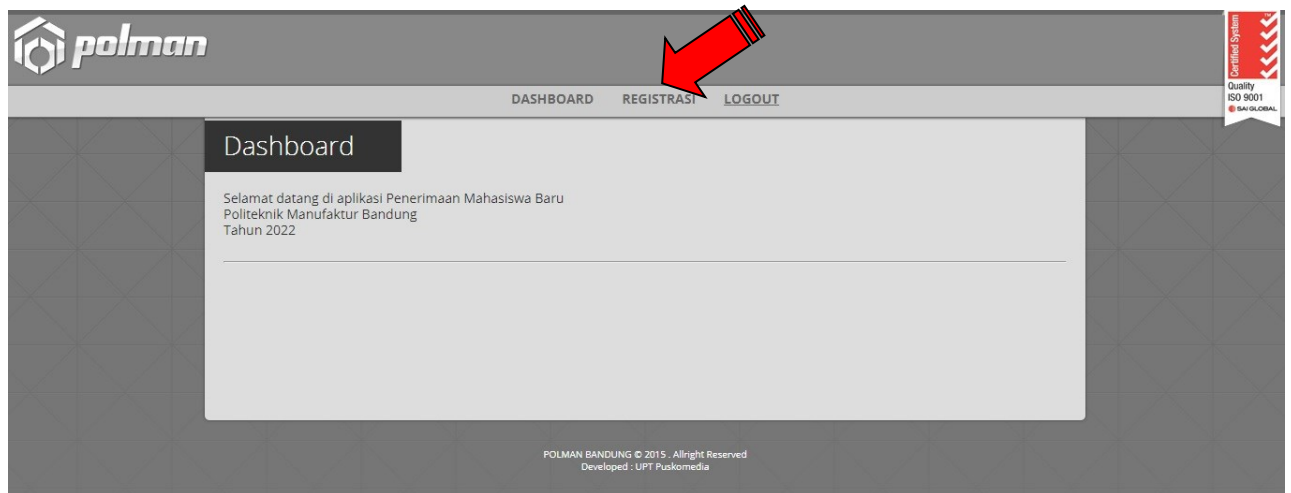 polman
Certified System
Quality
ISO 9001
SAI GLOBAL
DASHBOARD REGISTRASI LOGOUT
Dashboard
Selamat datang di aplikasi Penerimaan Mahasiswa Baru
Politeknik Manufaktur Bandung
Tahun 2022
POLMAN BANDUNG © 2015 . Allright Reserved
Developed : UPT Puskomedia